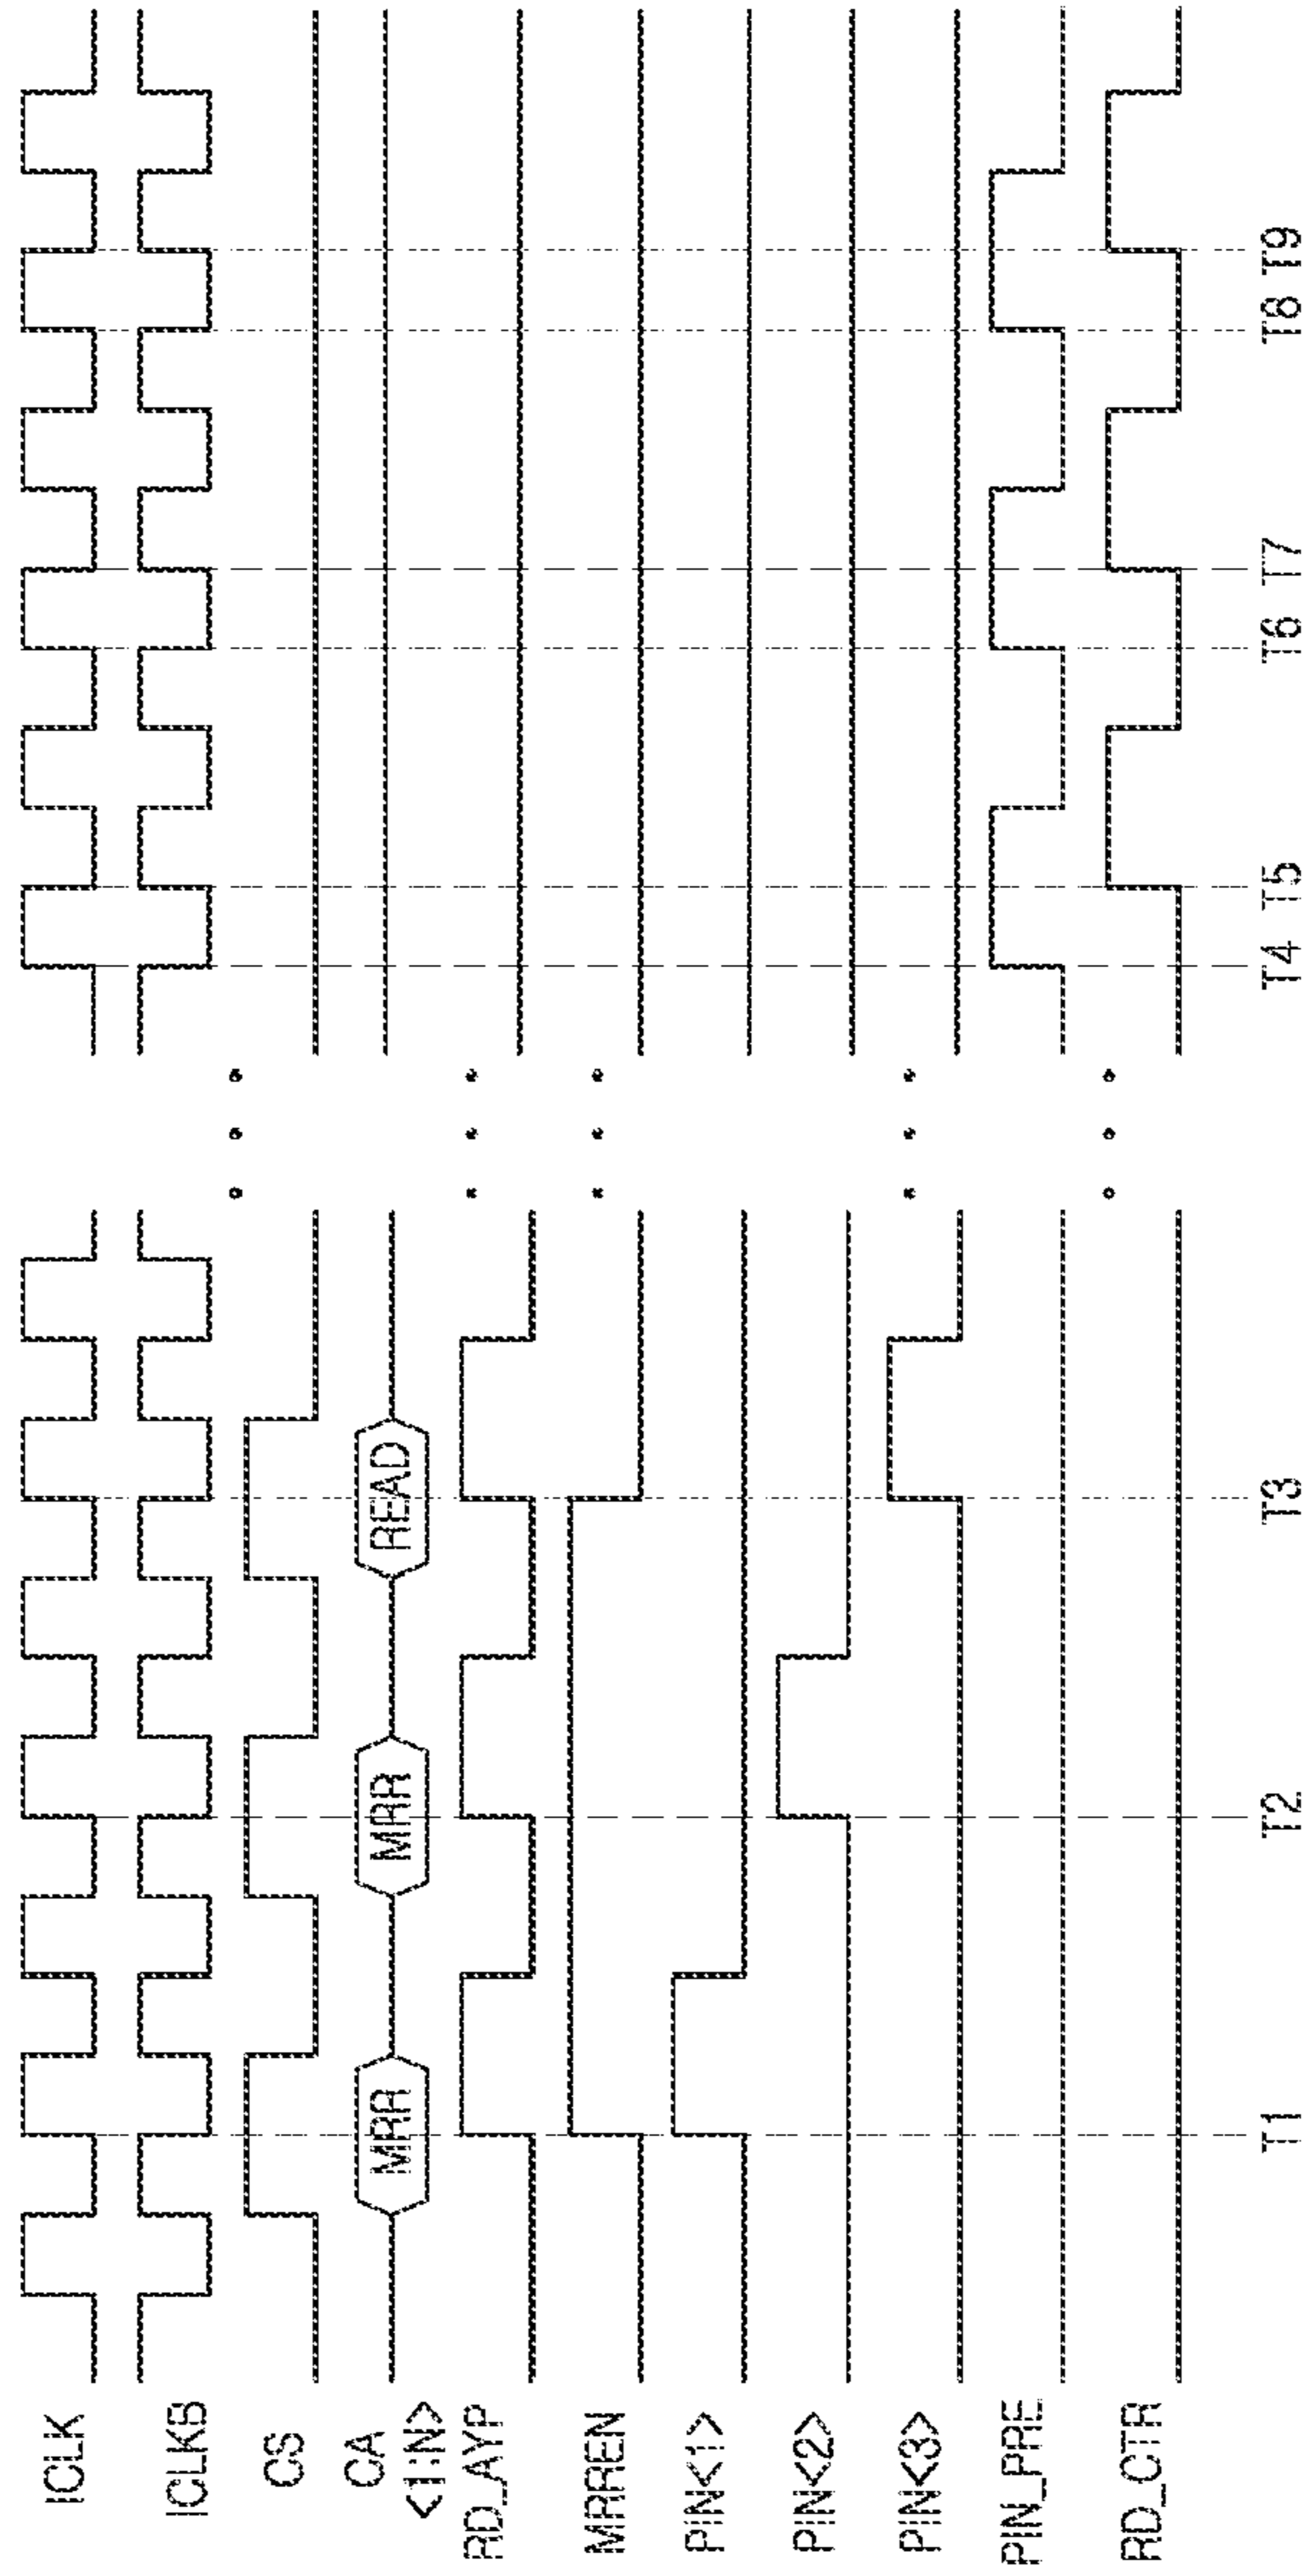 ICLK
ICLKB
CS
CA
<1:N>
MRR
MRR
READ
RD_AYP
MRREN
PIN<1>
PIN<2>
PIN<3>
PIN_PRE
RD_CTR
T1 T2 T3 T4 T5 T6 T7 T8 T9